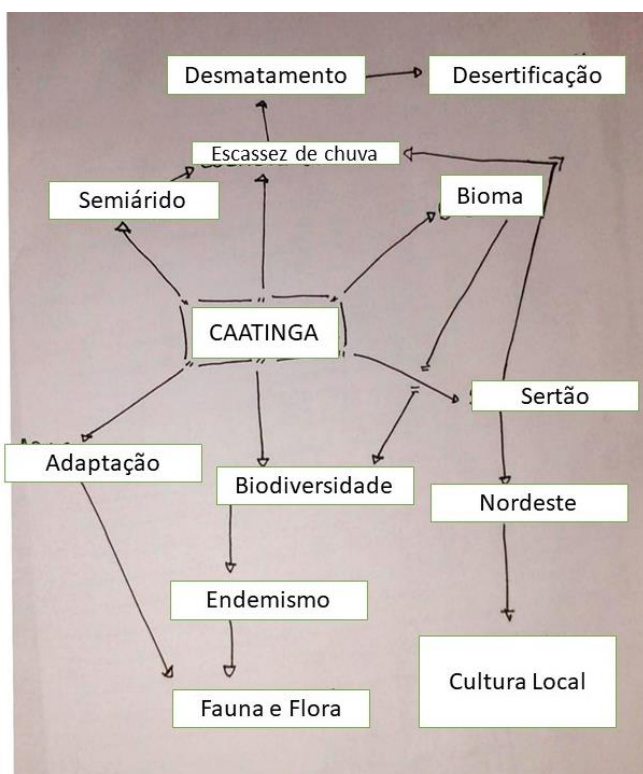 Desmatamento
Desertificação
Escassez de chuva
Semiárido
Bioma
CAATINGA
Sertão
Adaptação
Biodiversidade
Nordeste
Endemismo
Cultura Local
Fauna e Flora